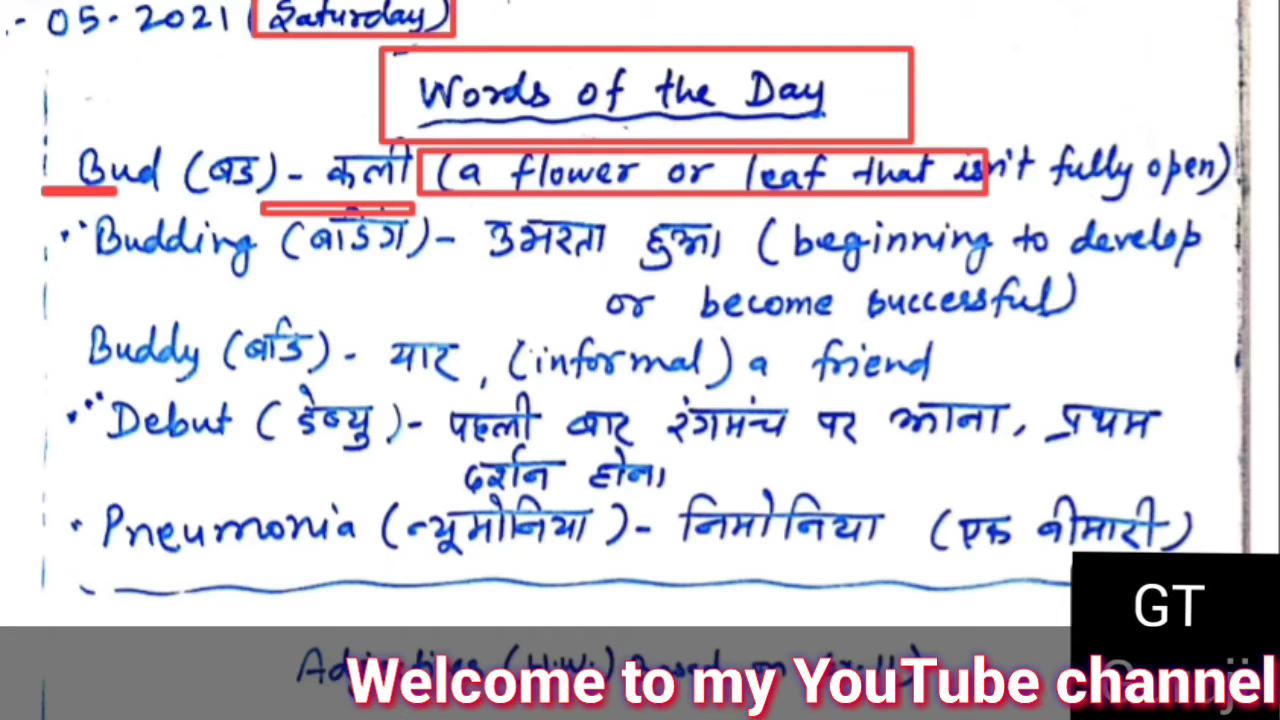 05-2021 (Saturday)
Words of the Day
Bud (बड) - कली (a flower or leaf that isn't fully open)
Budding (बडिंग) - उभरता हुआ (beginning to develop
or become successful)
Buddy (बडि) - यार, (informal) a friend
Debut (डेब्यु) - पहली बार रंगमंच पर आना, प्रथम
दर्शन होना
Pneumonia (न्यूमोनिया) - निमोनिया (एक बीमारी)
GT
Welcome to my YouTube channel